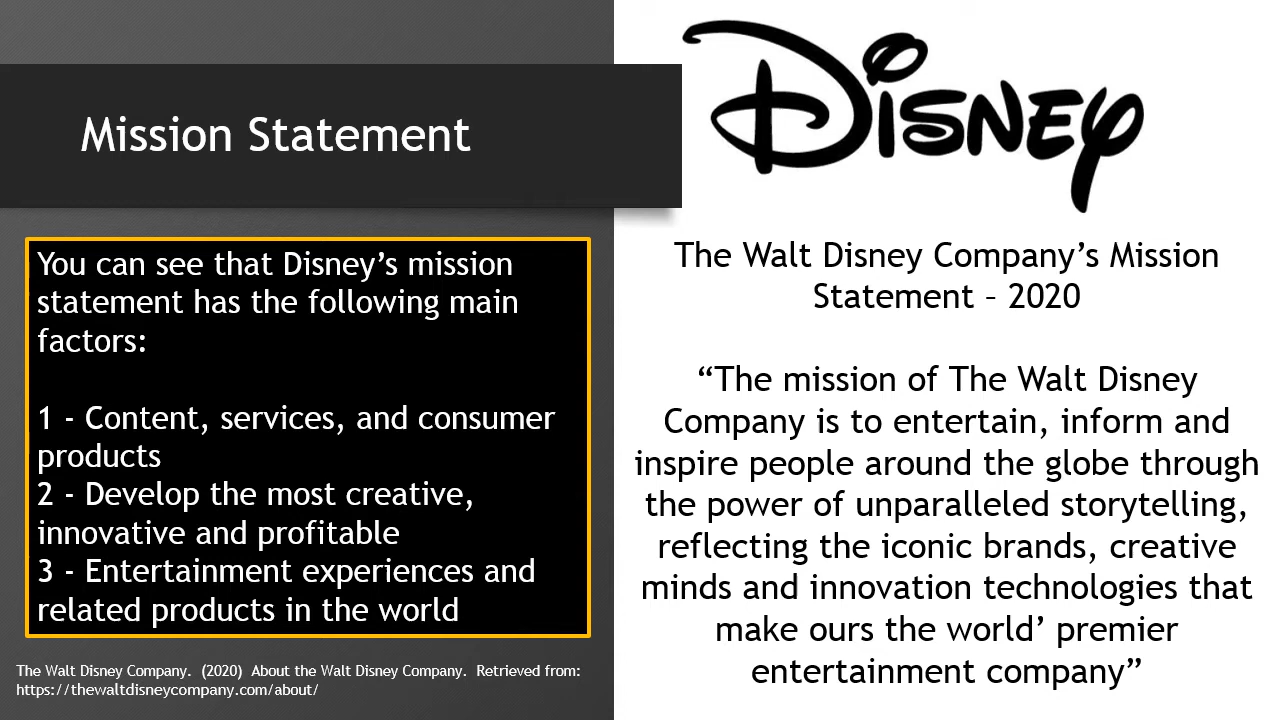 Mission Statement
You can see that Disney’s mission
statement has the following main
factors:
1 - Content, services, and consumer
products
2 - Develop the most creative,
innovative and profitable
3 - Entertainment experiences and
related products in the world
The Walt Disney Company.  (2020)  About the Walt Disney Company.  Retrieved from:
https://thewaltdisneycompany.com/about/
Disney
The Walt Disney Company’s Mission
Statement – 2020
“The mission of The Walt Disney
Company is to entertain, inform and
inspire people around the globe through
the power of unparalleled storytelling,
reflecting the iconic brands, creative
minds and innovation technologies that
make ours the world’ premier
entertainment company”